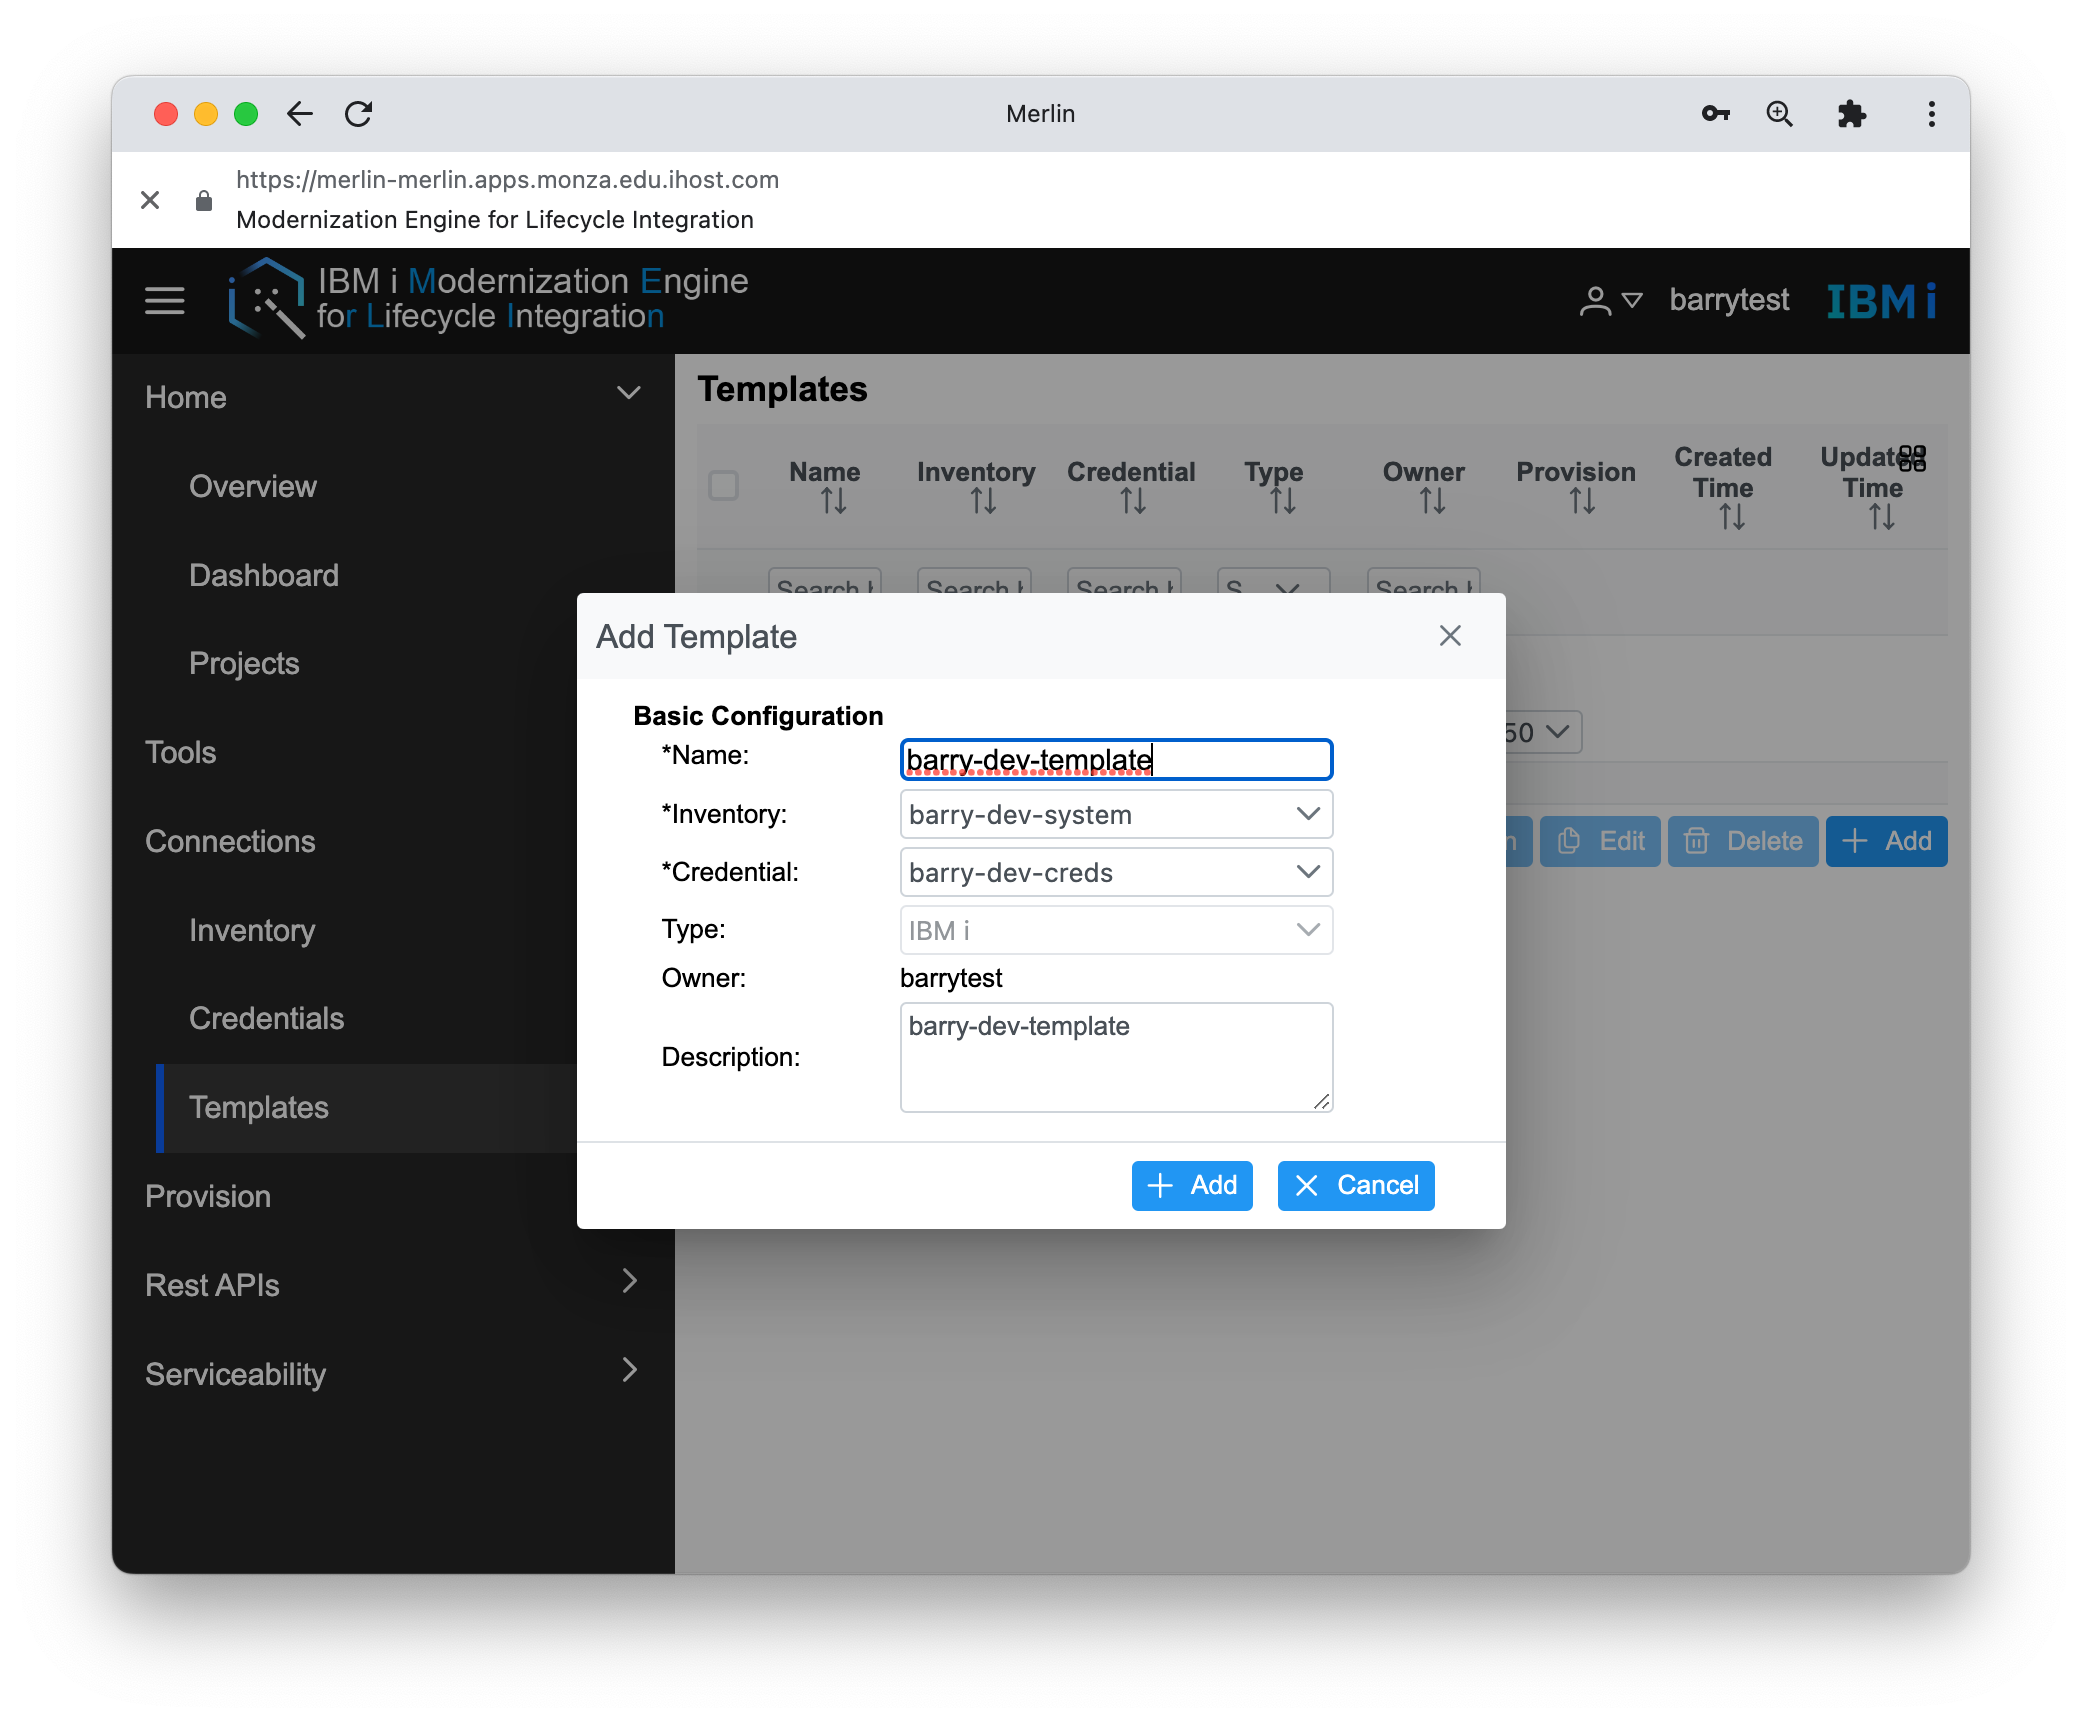 Merlin
https://merlin-merlin.apps.monza.edu.ihost.com
Modernization Engine for Lifecycle Integration
IBM i Modernization Engine
for Lifecycle Integration
barrytest
IBM i
Home
Overview
Dashboard
Projects
Tools
Connections
Inventory
Credentials
Templates
Provision
Rest APIs
Serviceability
Templates
Name Inventory Credential Type Owner Provision Created Time Updated Time
Search Search Search S Search
50
Edit Delete Add
Add Template
Basic Configuration
*Name: barry-dev-template
*Inventory: barry-dev-system
*Credential: barry-dev-creds
Type: IBM i
Owner: barrytest
Description: barry-dev-template
Add Cancel